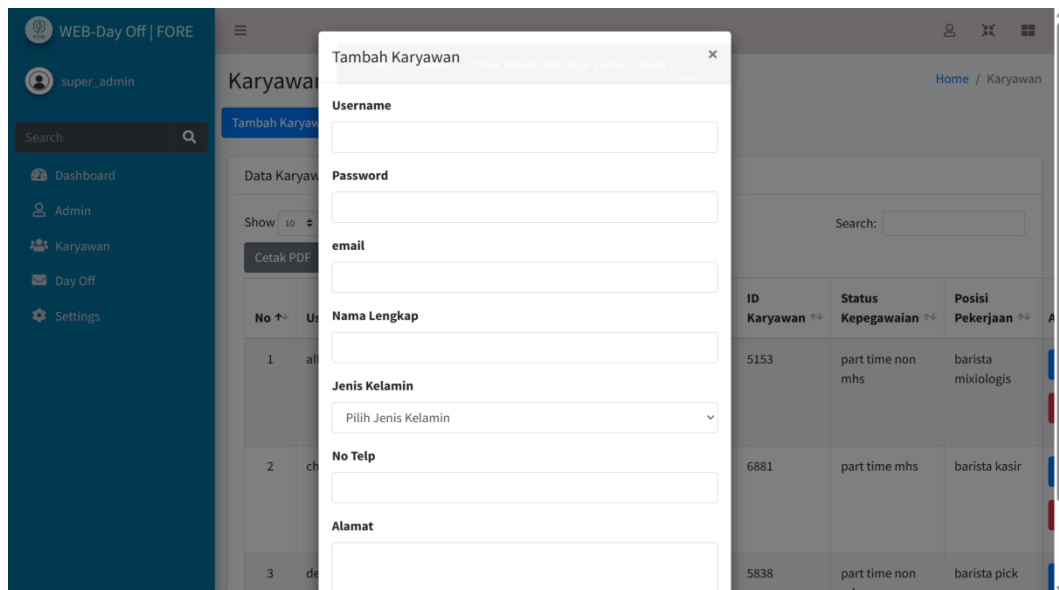 WEB-Day Off | FORE
super_admin
Search
Dashboard
Admin
Karyawan
Day Off
Settings
Home / Karyawan
Tambah Karyaw
Data Karyaw
Show 10
Search:
Cetak PDF
No
ID Karyawan
Status Kepegawaian
Posisi Pekerjaan
1
5153
part time non mhs
barista mixiologis
2
ch
6881
part time mhs
barista kasir
3
de
5838
part time non
barista pick
Tambah Karyawan
×
Username
Password
email
Nama Lengkap
Jenis Kelamin
Pilih Jenis Kelamin
No Telp
Alamat